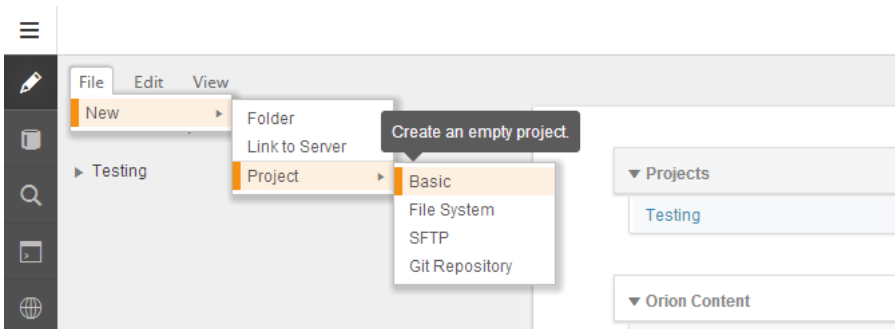 File Edit View
New
Folder
Link to Server
Project
Create an empty project.
Basic
File System
SFTP
Git Repository
Testing
Projects
Testing
Orion Content